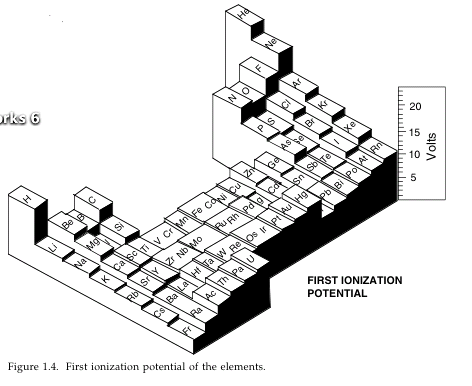 He
Ne
F
Ar
N O
Cl
Kr
P S
Br
I
Xe
As Se
Te
At
Rn
Ge
Sb
Po
Zn
Sn
Bi
Ga
Cd
Pb
Cu
Ag
Hg
Ni
Pd
Au
Co
Rh
Pt
Fe
Ru
Ir
Mn
Os
Cr
Mo
Re
V
Nb
W
U
Ti
Zr
Ta
Pa
Sc
Y
Hf
Th
H
C
Be B
Si
Li
Mg
Na
Ca
La
Ac
K
Sr
Rb
Ba
Cs
Ra
Fr
20
15
10
5
Volts
rks 6
FIRST IONIZATION
POTENTIAL
Figure 1.4. First ionization potential of the elements.